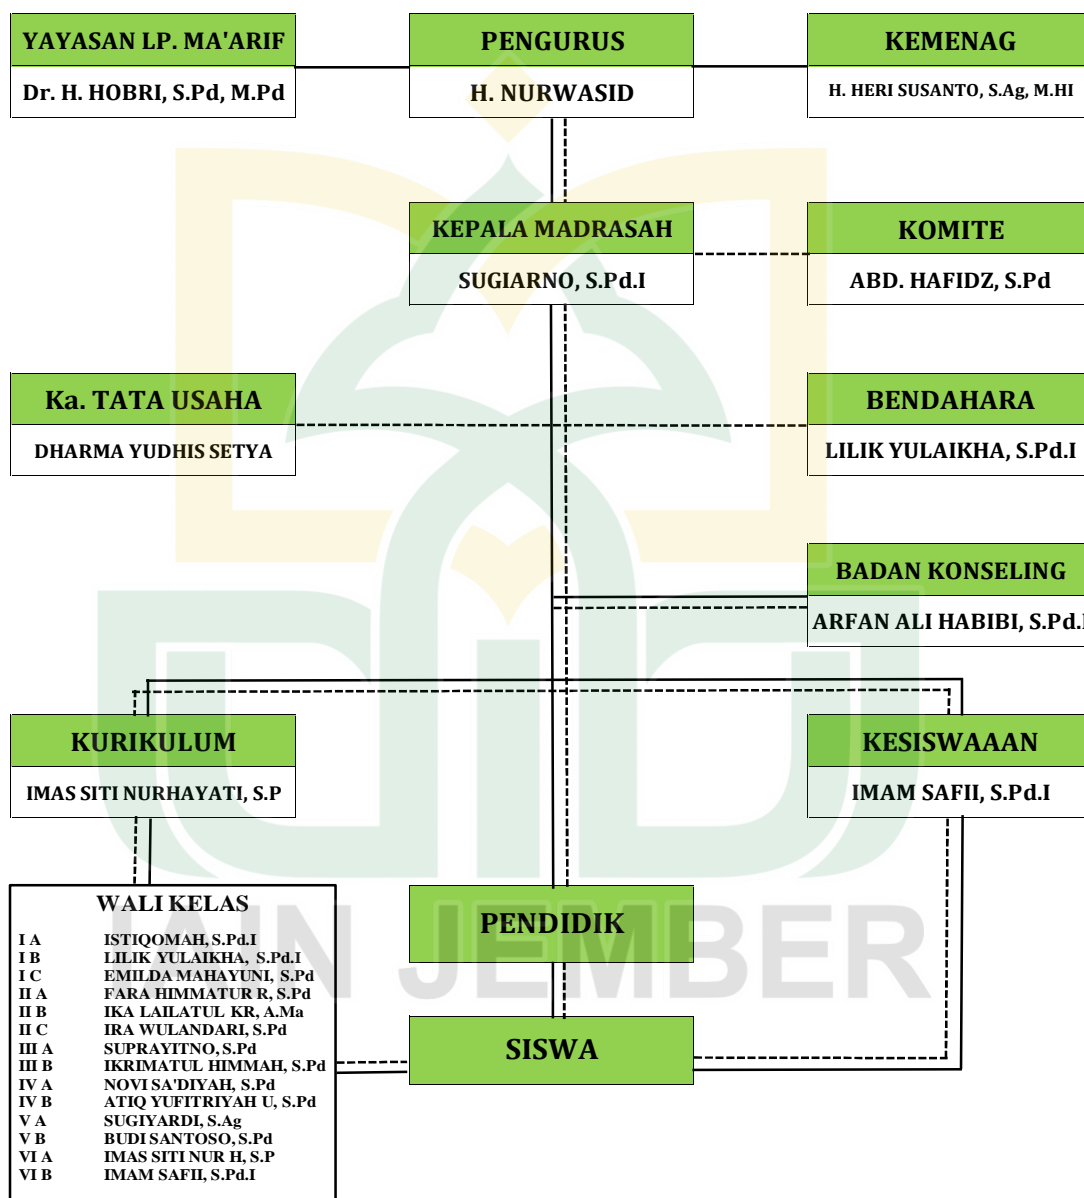 YAYASAN LP. MA'ARIF
Dr. H. HOBRI, S.Pd, M.Pd
PENGURUS
H. NURWASID
KEMENAG
H. HERI SUSANTO, S.Ag, M.HI
KEPALA MADRASAH
SUGIARNO, S.Pd.I
KOMITE
ABD. HAFIDZ, S.Pd
Ka. TATA USAHA
DHARMA YUDHIS SETYA
BENDAHARA
LILIK YULAIKHA, S.Pd.I
BADAN KONSELING
ARFAN ALI HABIBI, S.Pd.I
KURIKULUM
IMAS SITI NURHAYATI, S.P
KESISWAAAN
IMAM SAFII, S.Pd.I
WALI KELAS
I A ISTIQOMAH, S.Pd.I
I B LILIK YULAIKHA, S.Pd.I
I C EMILDA MAHAYUNI, S.Pd
II A FARA HIMMATUR R, S.Pd
II B IKA LAILATUL KR, A.Ma
II C IRA WULANDARI, S.Pd
III A SUPRAYITNO, S.Pd
III B IKRIMATUL HIMMAH, S.Pd
IV A NOVI SA'DIYAH, S.Pd
IV B ATIQ YUFITRIYAH U, S.Pd
V A SUGIYARDI, S.Ag
V B BUDI SANTOSO, S.Pd
VI A IMAS SITI NUR H, S.P
VI B IMAM SAFII, S.Pd.I
PENDIDIK
SISWA
IAIN JEMBER